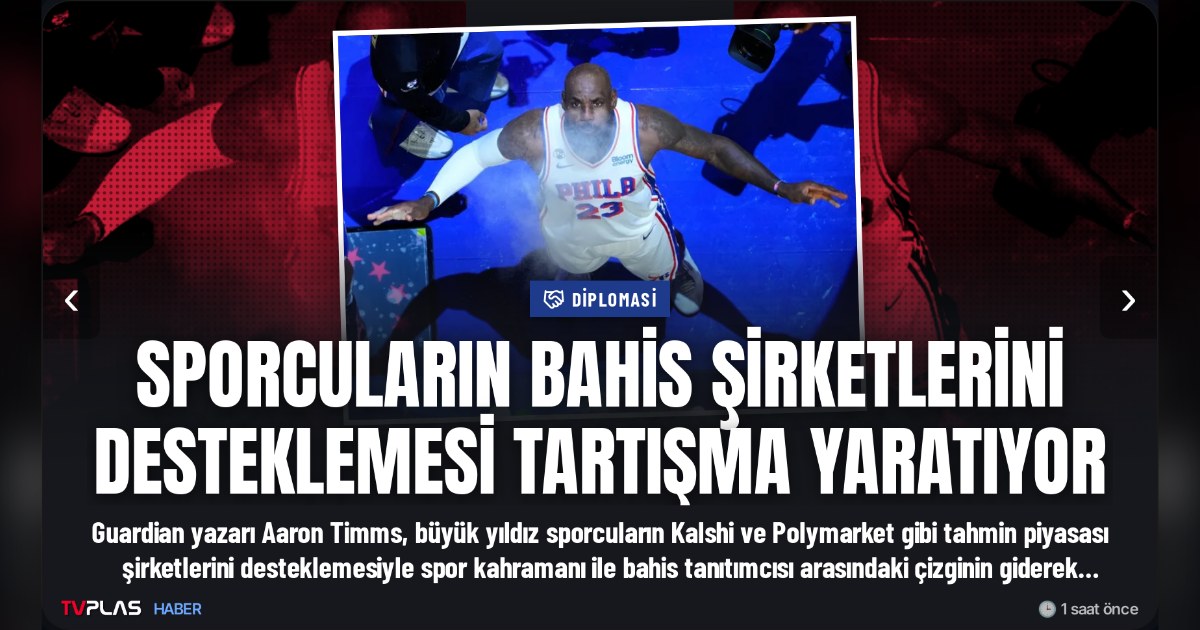 Bloom
Energy
PHILA
23
DİPLOMASİ
SPORCULARIN BAHİS ŞİRKETLERİNİ
DESTEKLEMESİ TARTIŞMA YARATIYOR
Guardian yazarı Aaron Timms, büyük yıldız sporcuların Kalshi ve Polymarket gibi tahmin piyasası
şirketlerini desteklemesiyle spor kahramanı ile bahis tanıtımcısı arasındaki çizginin giderek...
TVPLAS HABER
1 saat önce